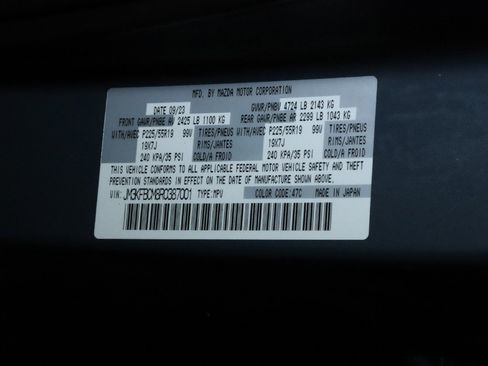 MFD. BY MAZDA MOTOR CORPORATION
DATE 09/23 GVWR/PNBV 4724 LB 2143 KG
FRONT GAWR/PNBE AV 2425 LB 1100 KG REAR GAWR/PNBE AR 2299 LB 1043 KG
WITH/AVEC P225/55R19 99V TIRES/PNEUS WITH/AVEC P225/55R19 99V TIRES/PNEUS
19X7J RIMS/JANTES 19X7J RIMS/JANTES
240 KPA/35 PSI COLD/A FROID 240 KPA/35 PSI COLD/A FROID
THIS VEHICLE CONFORMS TO ALL APPLICABLE FEDERAL MOTOR VEHICLE SAFETY AND THEFT
PREVENTION STANDARDS IN EFFECT ON THE DATE OF MANUFACTURE SHOWN ABOVE.
VIN: JM3KFBCM8R0387001 TYPE:MPV COLOR CODE:47C MADE IN JAPAN